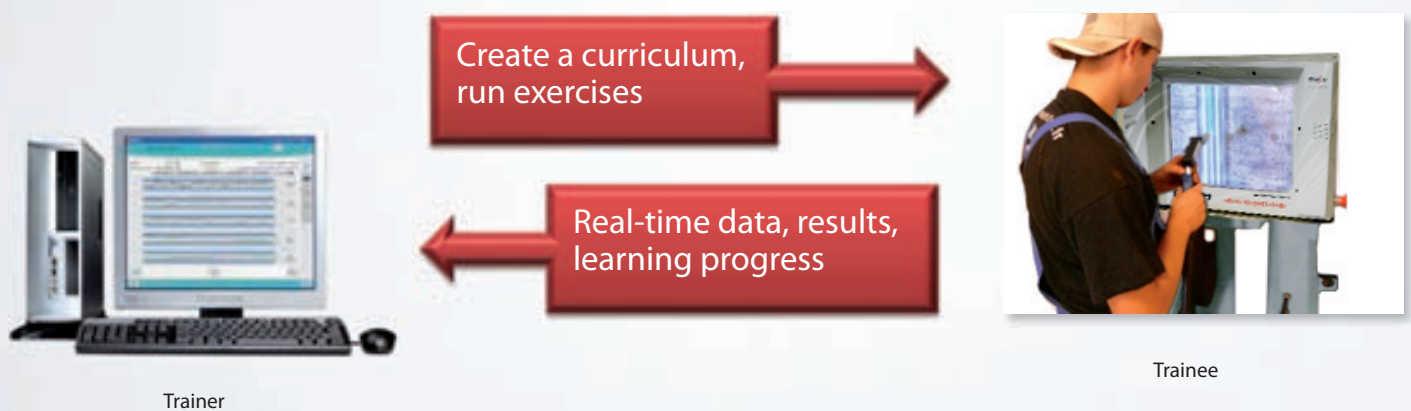 Create a curriculum,
run exercises
Real-time data, results,
learning progress
Trainee
Trainer